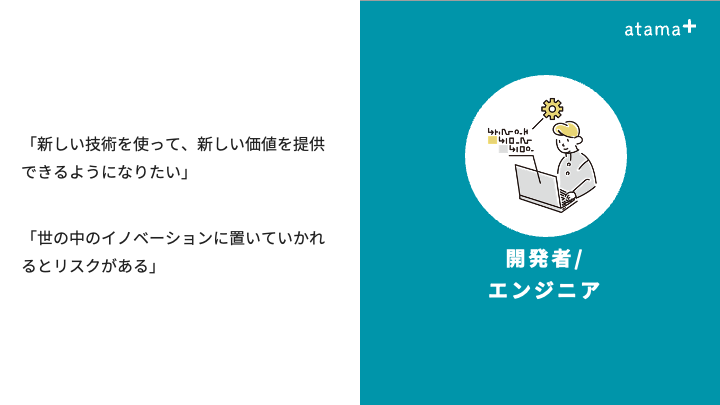 「新しい技術を使って、新しい価値を提供
できるようになりたい」
「世の中のイノベーションに置いていかれ
るとリスクがある」
atama+
開発者/
エンジニア